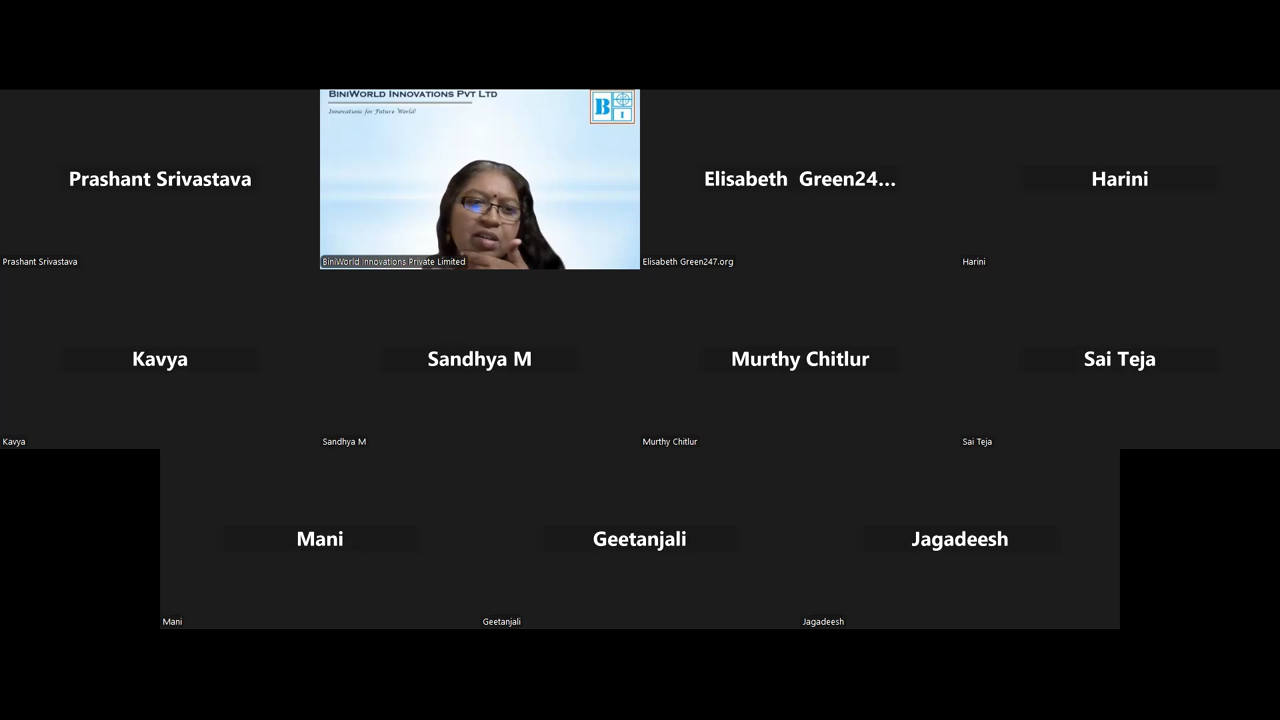 BINIWORLD INNOVATIONS PVT LTD
Innovations for Future World!
B
I
Prashant Srivastava
Elisabeth Green24...
Harini
Prashant Srivastava
BiniWorld Innovations Private Limited
Elisabeth Green247.org
Harini
Kavya
Sandhya M
Murthy Chitlur
Sai Teja
Kavya
Sandhya M
Murthy Chitlur
Sai Teja
Mani
Geetanjali
Jagadeesh
Mani
Geetanjali
Jagadeesh